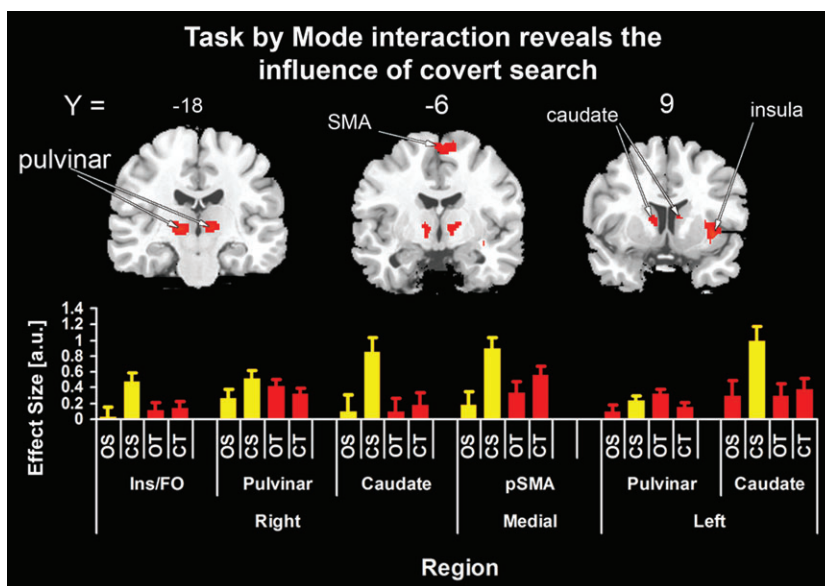 Task by Mode interaction reveals the
influence of covert search
Y = -18 -6 9
SMA caudate insula
pulvinar
1.4
1.2
1
0.8
0.6
0.4
0.2
0
Effect Size [a.u.]
OS CS OT CT OS CS OT CT OS CS OT CT OS CS OT CT OS CS OT CT OS CS OT CT
Ins/FO Pulvinar Caudate pSMA Pulvinar Caudate
Right Medial Left
Region